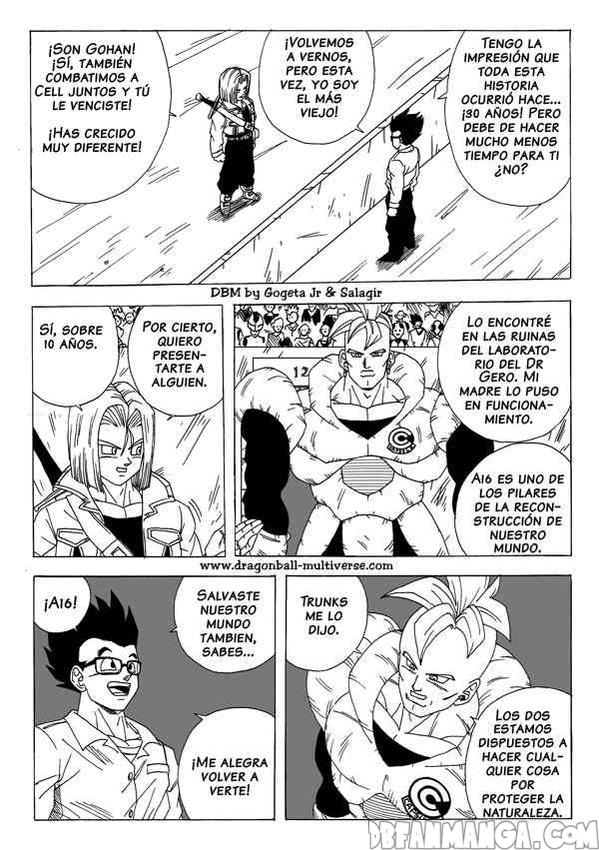 ¡SON GOHAN!
¡SÍ, TAMBIÉN
COMBATIMOS A
CELL JUNTOS Y TÚ
LE VENCISTE!
¡HAS CRECIDO
MUY DIFERENTE!
¡VOLVEMOS
A VERNOS,
PERO ESTA
VEZ, YO SOY
EL MÁS
VIEJO!
TENGO LA
IMPRESIÓN QUE
TODA ESTA
HISTORIA
OCURRIÓ HACE...
¡30 AÑOS! PERO
DEBE DE HACER
MUCHO MENOS
TIEMPO PARA TI
¿NO?
DBM by Gogeta Jr & Salagir
SÍ, SOBRE
10 AÑOS.
POR CIERTO,
QUIERO
PRESEN-
TARTE A
ALGUIEN.
12
LO ENCONTRÉ
EN LAS RUINAS
DEL LABORATO-
RIO DEL DR
GERO. MI
MADRE LO PUSO
EN FUNCIONA-
MIENTO.
A16 ES UNO DE
LOS PILARES
DE LA RECON-
STRUCCIÓN DE
NUESTRO
MUNDO.
www.dragonball-multiverse.com
¡A16!
SALVASTE
NUESTRO
MUNDO
TAMBIEN,
SABES...
¡ME ALEGRA
VOLVER A
VERTE!
TRUNKS
ME LO
DIJO.
LOS DOS
ESTAMOS
DISPUESTOS A
HACER CUAL-
QUIER COSA
POR
PROTEGER LA
NATURALEZA.
DBFANMANGA.COM